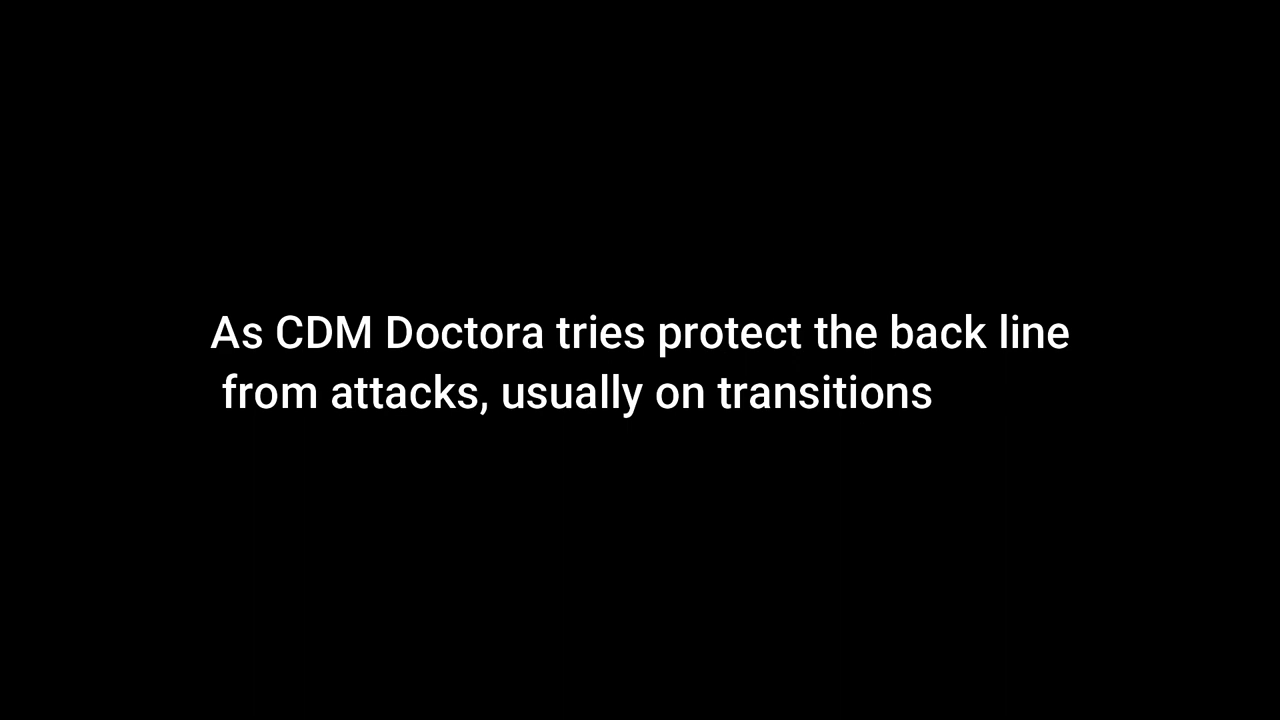 As CDM Doctora tries protect the back line
from attacks, usually on transitions